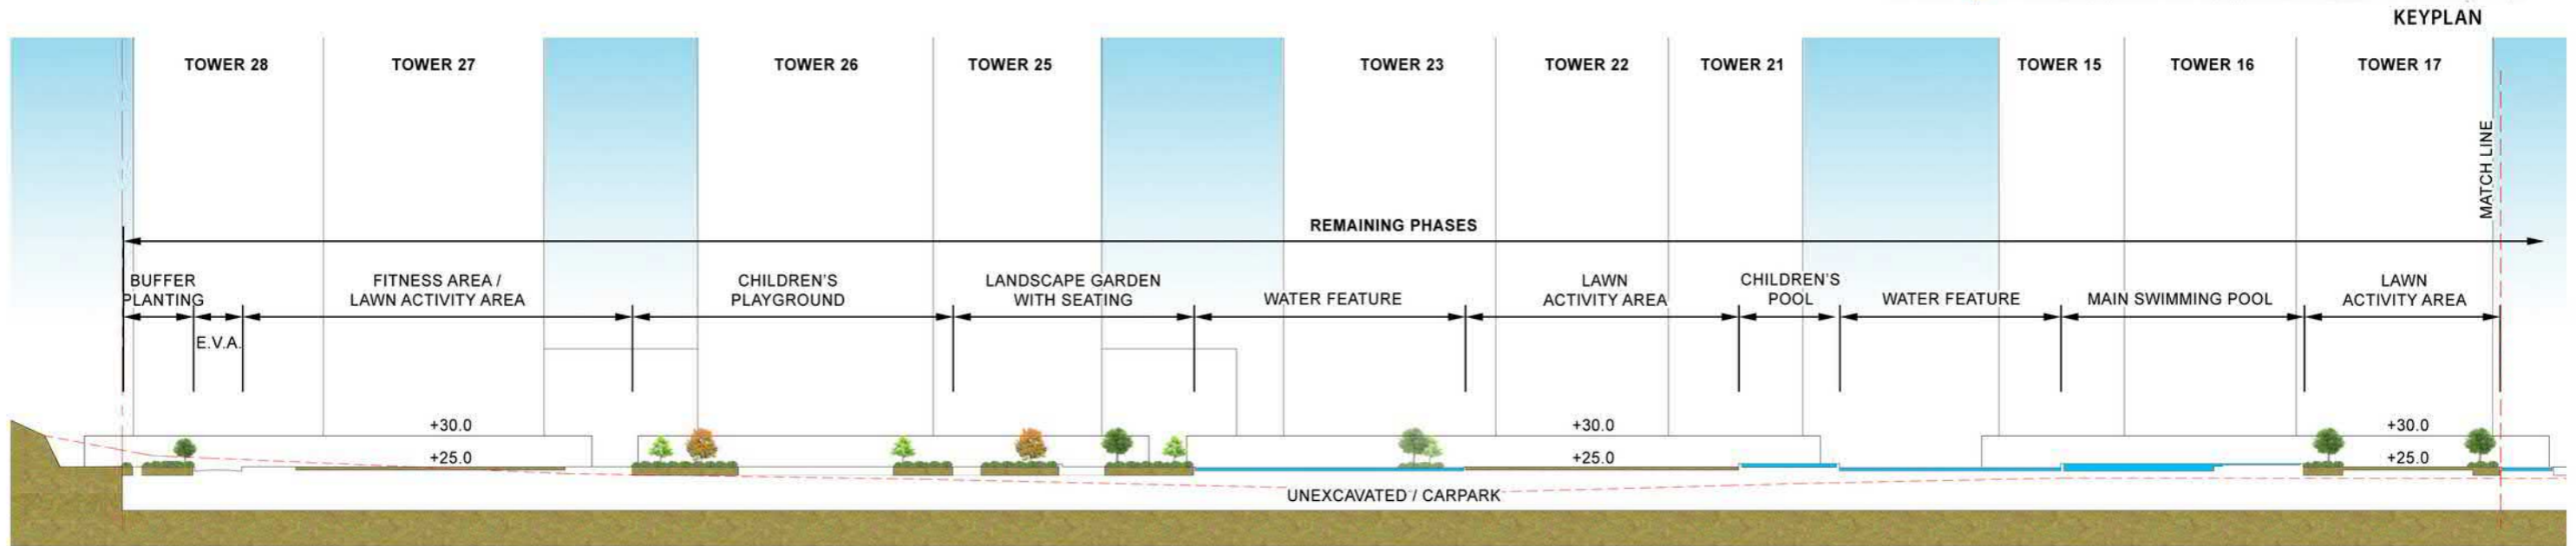 KEYPLAN
TOWER 28
TOWER 27
TOWER 26
TOWER 25
TOWER 23
TOWER 22
TOWER 21
TOWER 15
TOWER 16
TOWER 17
MATCH LINE
REMAINING PHASES
BUFFER
PLANTING
E.V.A.
FITNESS AREA /
LAWN ACTIVITY AREA
CHILDREN'S
PLAYGROUND
LANDSCAPE GARDEN
WITH SEATING
WATER FEATURE
LAWN
ACTIVITY AREA
CHILDREN'S
POOL
WATER FEATURE
MAIN SWIMMING POOL
LAWN
ACTIVITY AREA
+30.0
+30.0
+30.0
+25.0
+25.0
+25.0
UNEXCAVATED / CARPARK